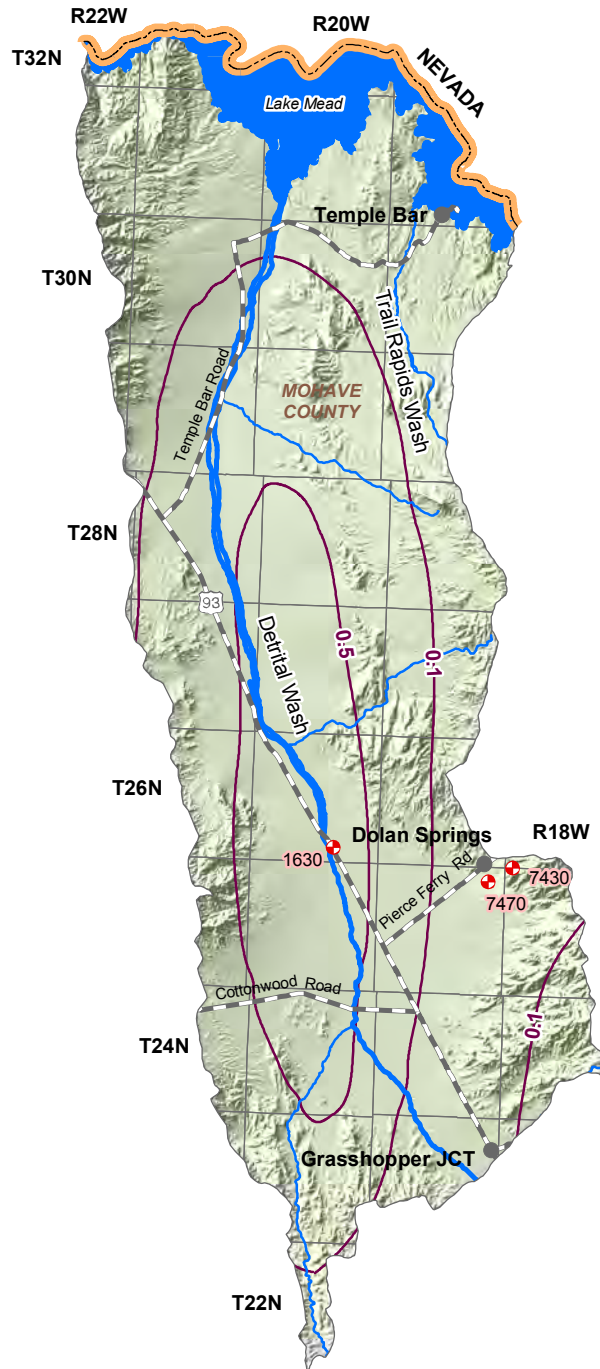 R22W
R20W
T32N
NEVADA
Lake Mead
Temple Bar
T30N
Trail Rapids Wash
Temple Bar Road
MOHAVE
COUNTY
T28N
93
Detrital Wash
0.5
0.1
T26N
Dolan Springs
R18W
1630
Pierce Ferry Rd
7430
7470
Cottonwood Road
0.1
T24N
Grasshopper JCT
T22N